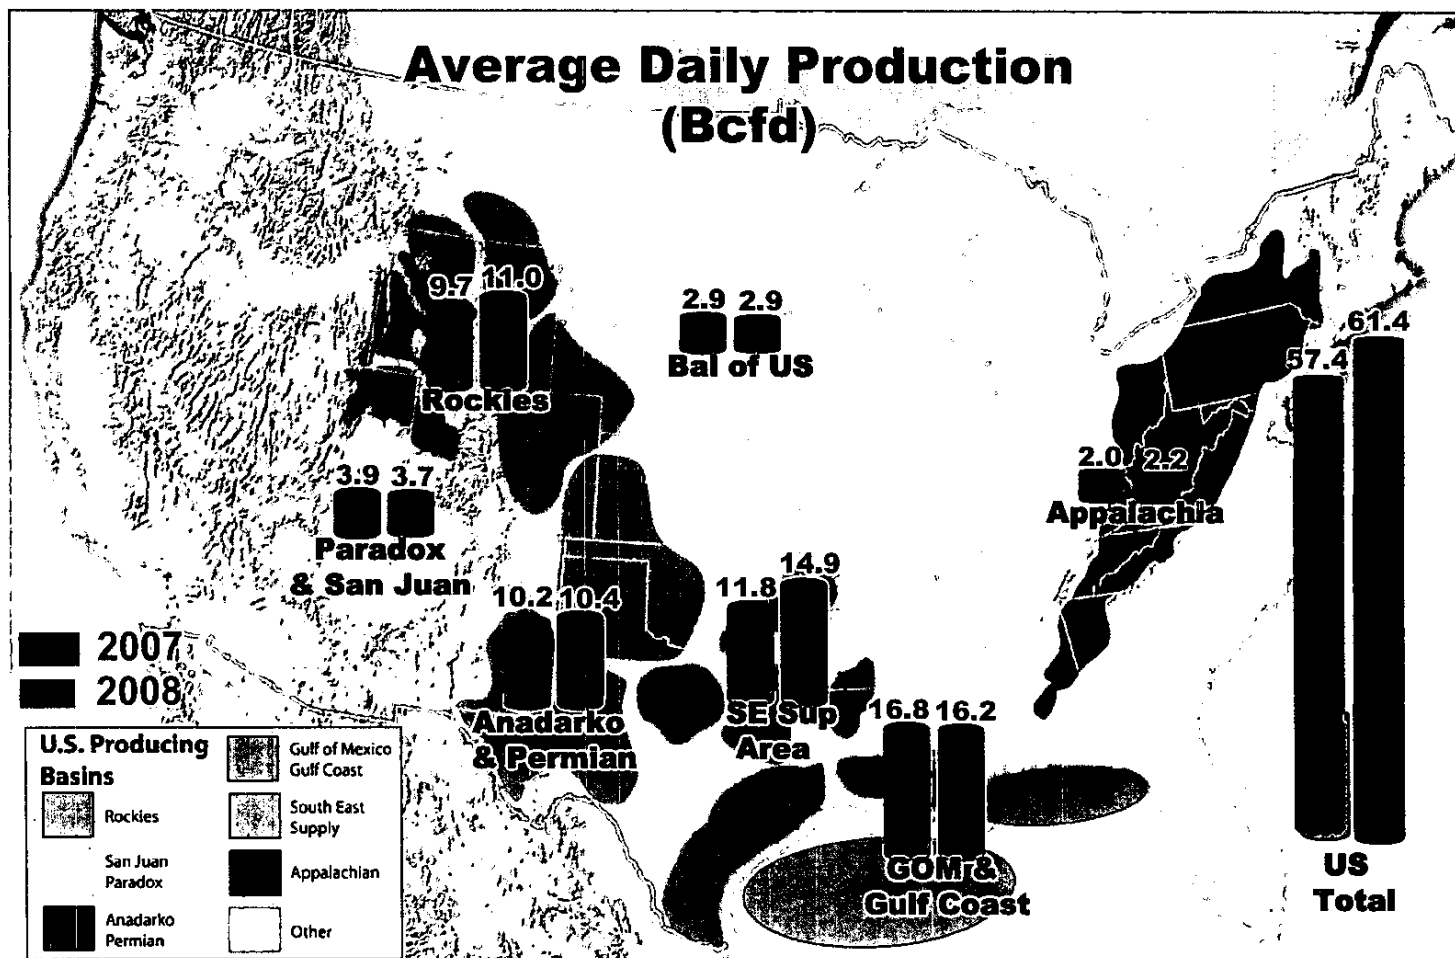 Average Daily Production
(Bcfd)
9.7 11.0
Rockies
2.9 2.9
Bal of US
61.4
57.4
US
Total
2.0 2.2
Appalachia
3.9 3.7
Paradox
& San Juan
10.2 10.4
Anadarko
& Permian
11.8 14.9
SE Sup
Area
16.8 16.2
GOM &
Gulf Coast
2007
2008
U.S. Producing
Basins
Rockies
San Juan
Paradox
Anadarko
Permian
Gulf of Mexico
Gulf Coast
South East
Supply
Appalachian
Other